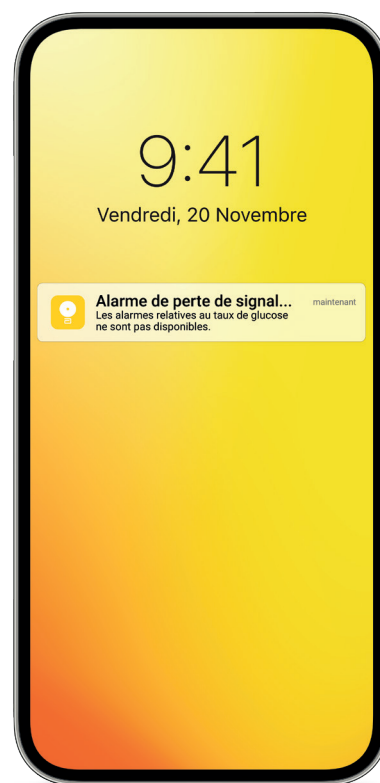 9:41
Vendredi, 20 Novembre
Alarme de perte de signal... maintenant
Les alarmes relatives au taux de glucose
ne sont pas disponibles.